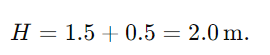 H = 1.5 + 0.5 = 2.0 m.